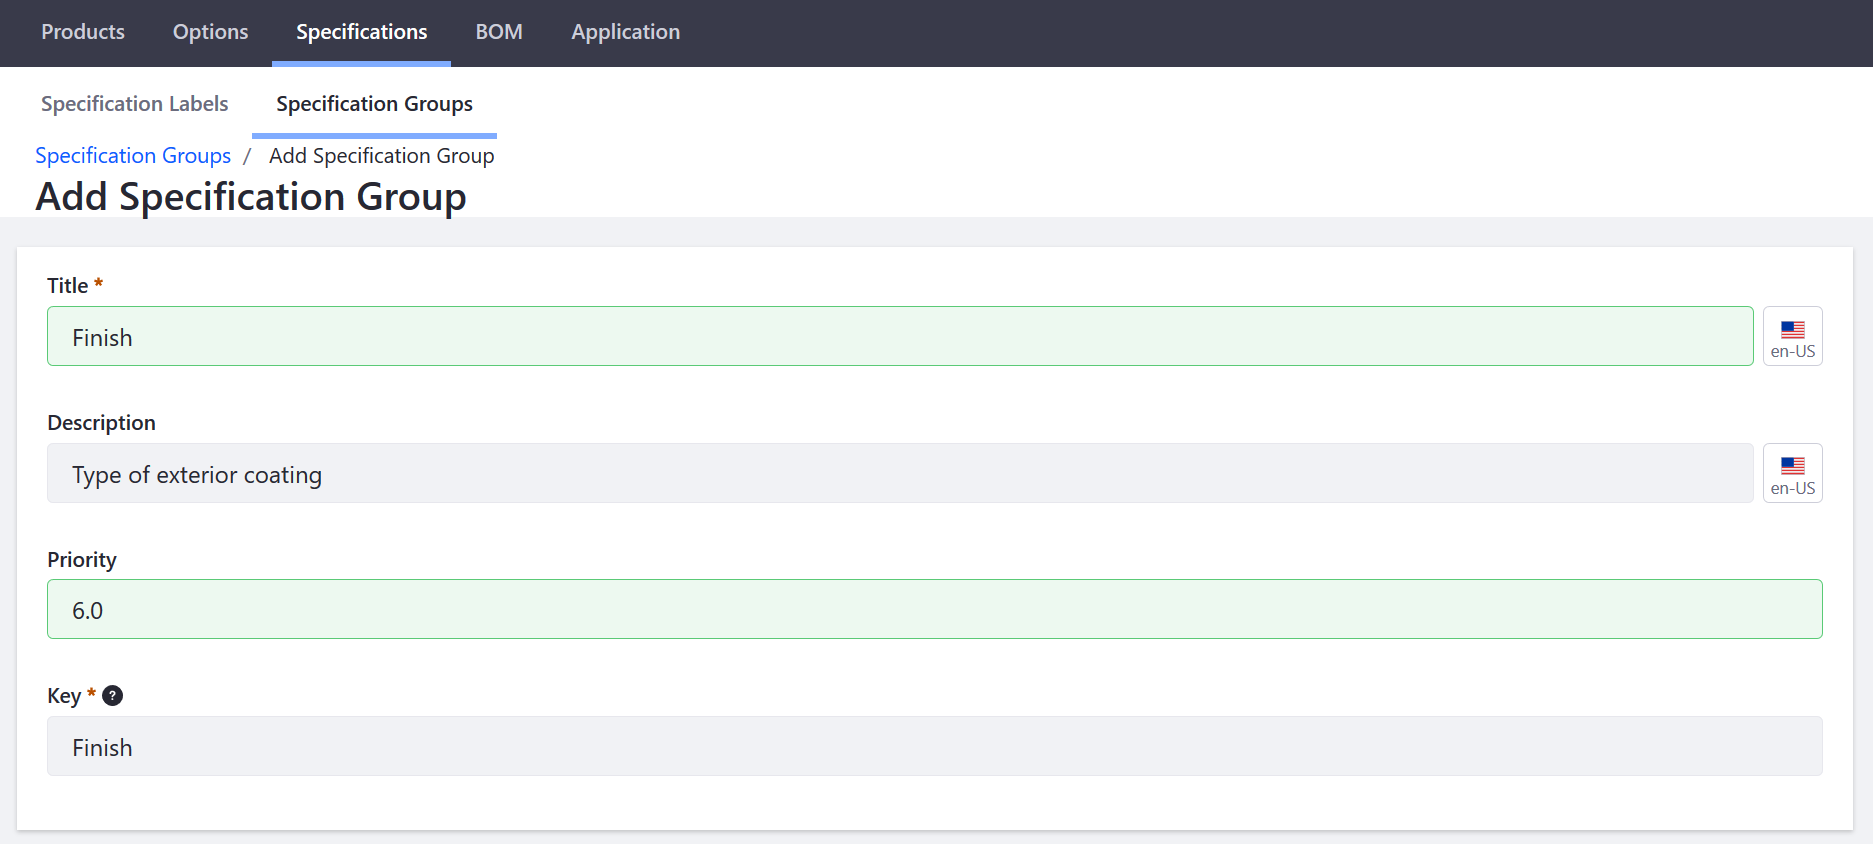 Products Options Specifications BOM Application
Specification Labels Specification Groups
Specification Groups / Add Specification Group
Add Specification Group
Title *
Finish
en-US
Description
Type of exterior coating
en-US
Priority
6.0
Key * ?
Finish